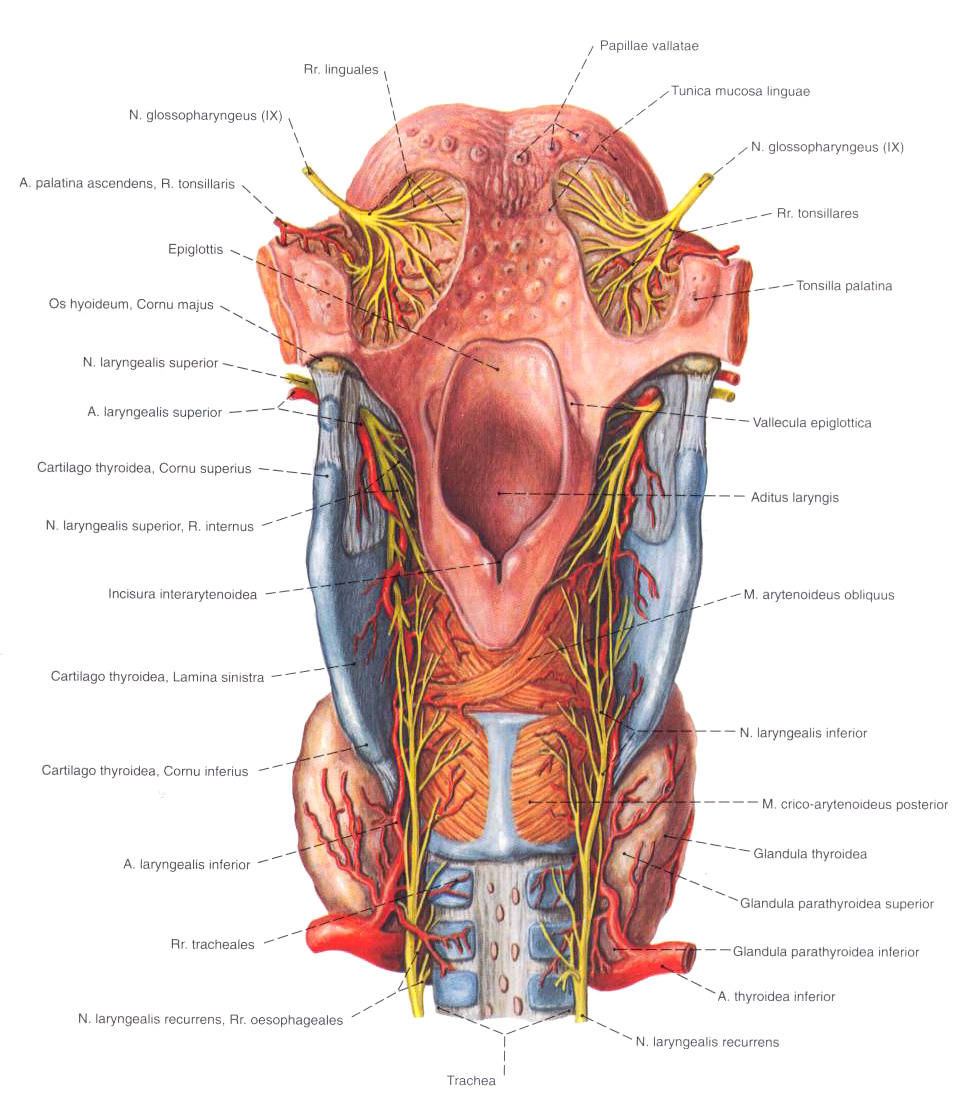 Papillae vallatae
Rr. linguales
Tunica mucosa linguae
N. glossopharyngeus (IX)
N. glossopharyngeus (IX)
A. palatina ascendens, R. tonsillaris
Rr. tonsillares
Epiglottis
Tonsilla palatina
Os hyoideum, Cornu majus
N. laryngealis superior
A. laryngealis superior
Vallecula epiglottica
Cartilago thyroidea, Cornu superius
Aditus laryngis
N. laryngealis superior, R. internus
Incisura interarytenoidea
M. arytenoideus obliquus
Cartilago thyroidea, Lamina sinistra
N. laryngealis inferior
Cartilago thyroidea, Cornu inferius
M. crico-arytenoideus posterior
Glandula thyroidea
A. laryngealis inferior
Glandula parathyroidea superior
Rr. tracheales
Glandula parathyroidea inferior
A. thyroidea inferior
N. laryngealis recurrens, Rr. oesophageales
N. laryngealis recurrens
Trachea